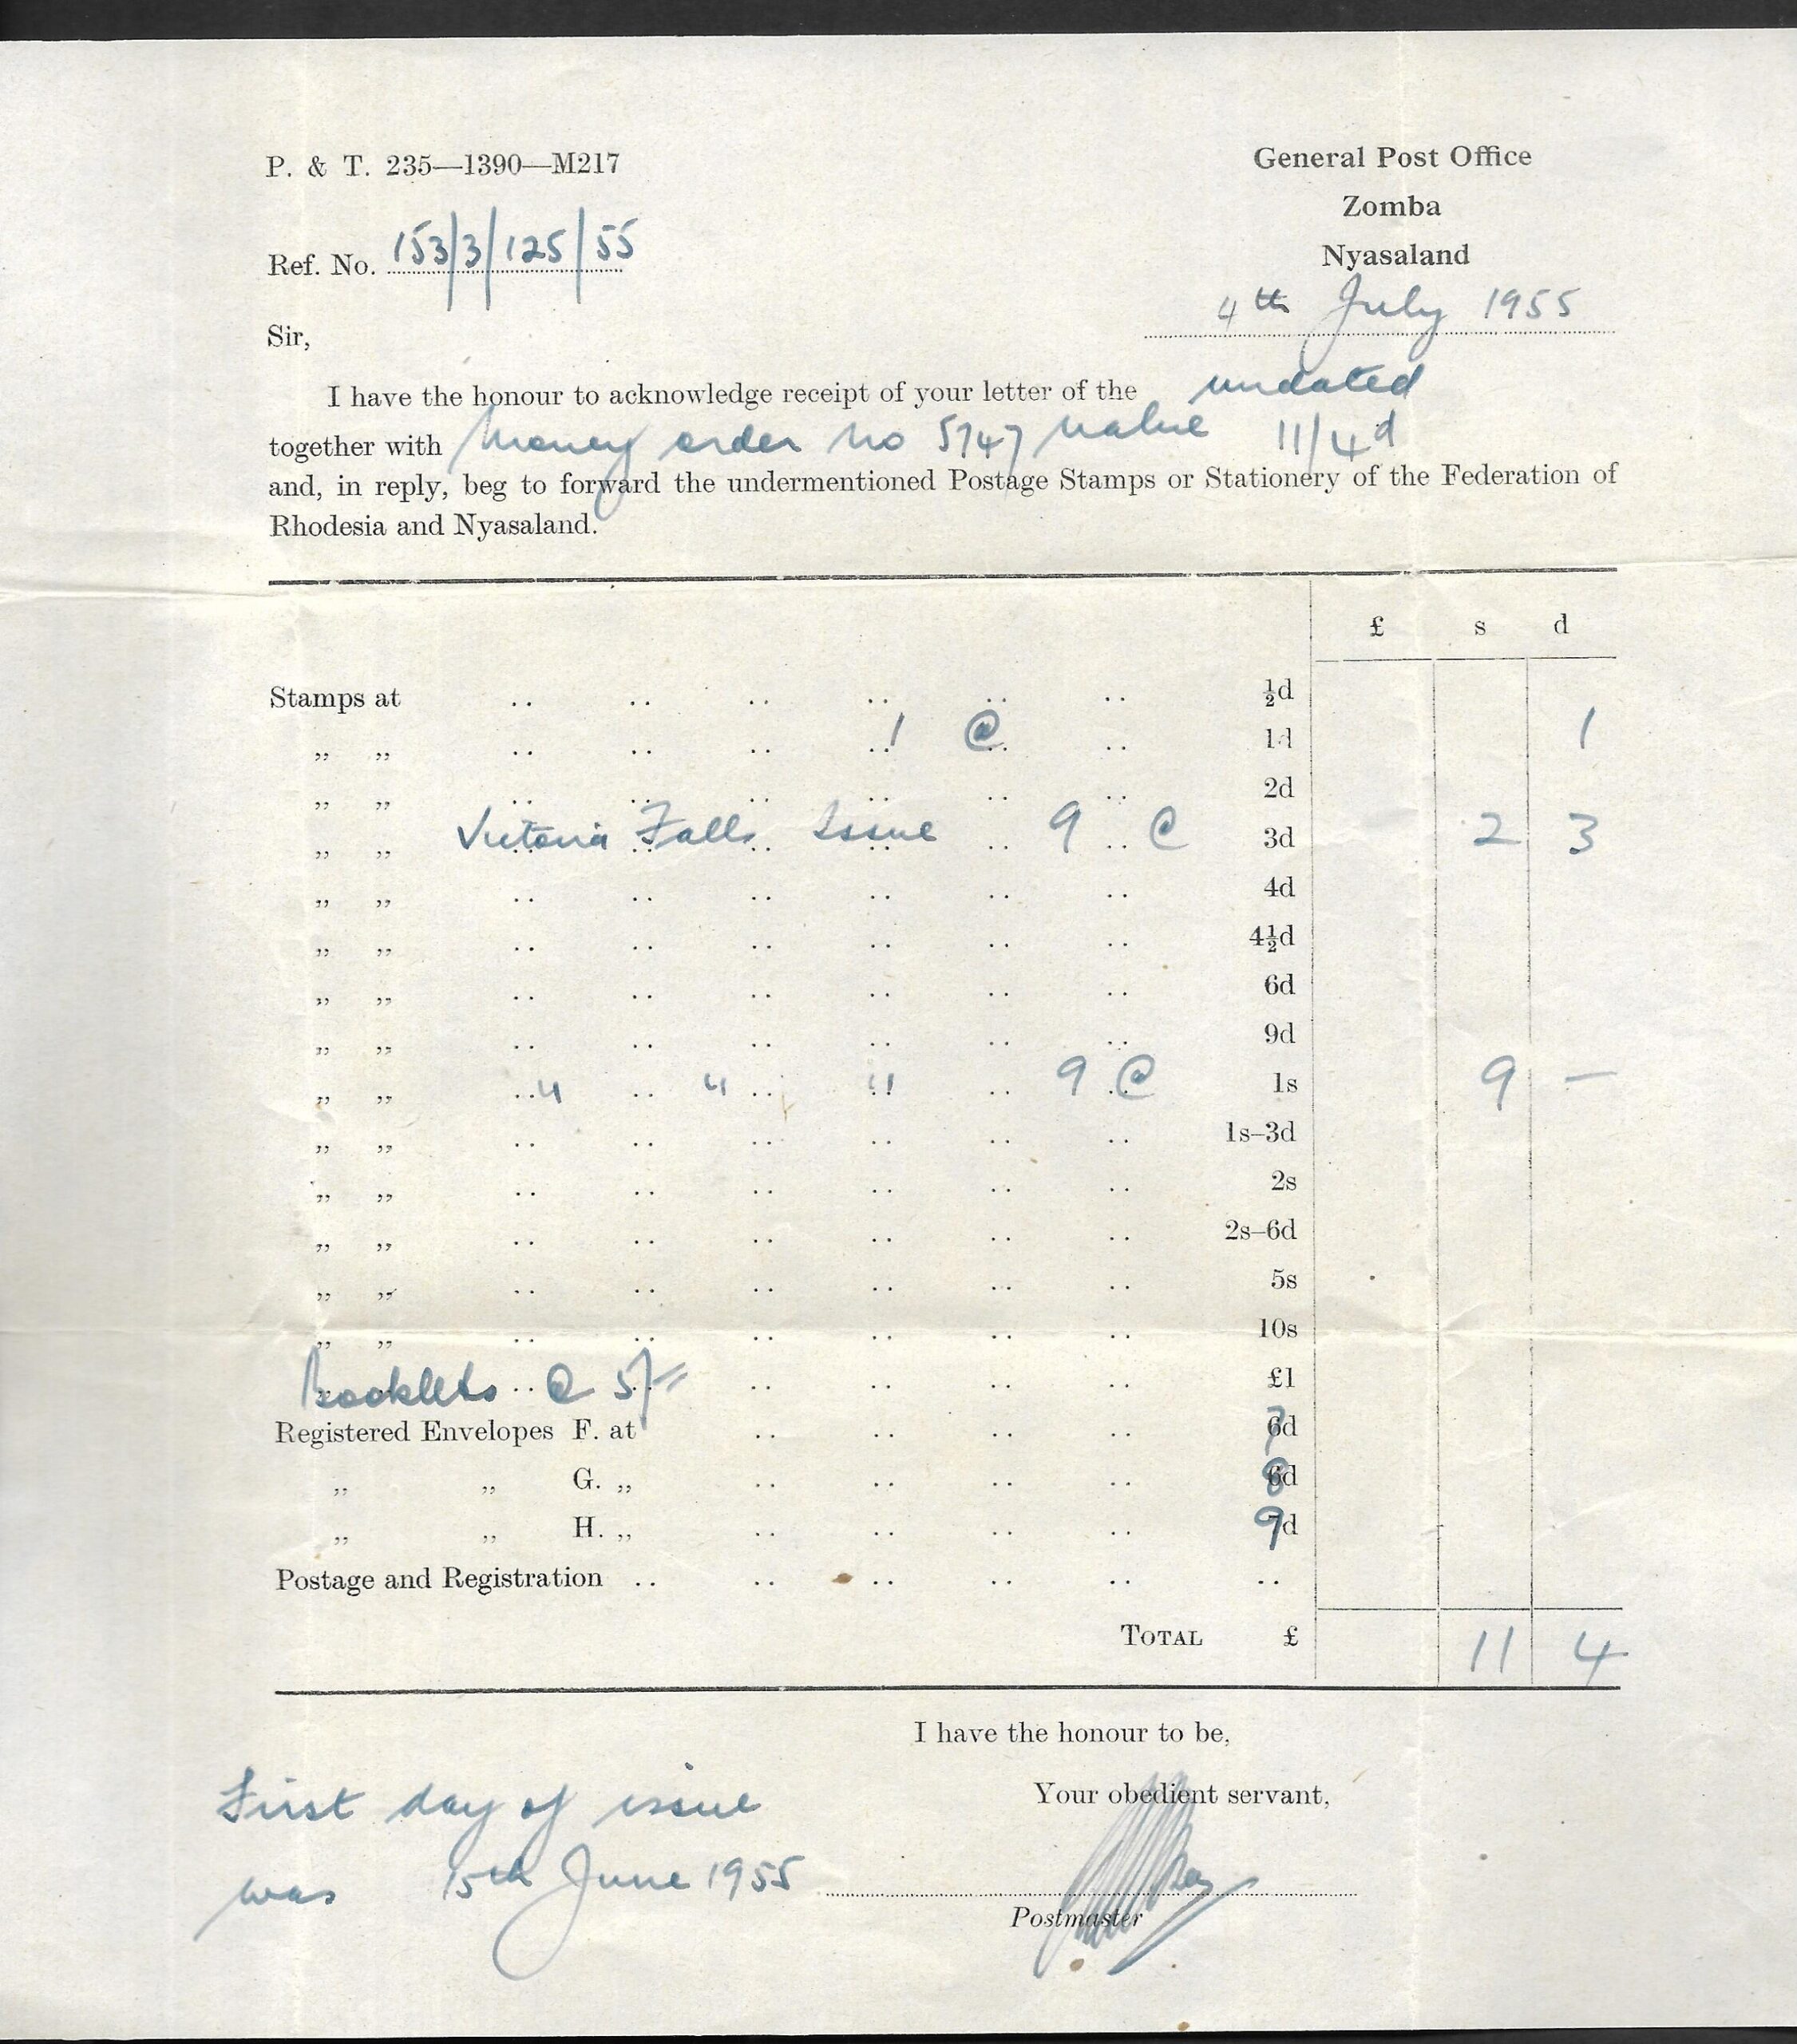 P. & T. 235—1390—M217
General Post Office
Zomba
Nyasaland
Ref. No. 153/3/125/55
4th July 1955
Sir,
I have the honour to acknowledge receipt of your letter of the undated
together with Money order no 5747 value 11/4d
and, in reply, beg to forward the undermentioned Postage Stamps or Stationery of the Federation of
Rhodesia and Nyasaland.
£ s d
Stamps at .. .. .. .. .. .. ½d
„ „ .. .. .. .. 1 @ .. 1d 1
„ „ .. .. .. .. .. .. 2d
„ „ Victoria Falls Issue .. 9 .. @ 3d 2 3
„ „ .. .. .. .. .. .. 4d
„ „ .. .. .. .. .. .. 4½d
„ „ .. .. .. .. .. .. 6d
„ „ .. .. .. .. .. .. 9d
„ „ .. " .. " .. " .. 9 @ 1s 9 —
„ „ .. .. .. .. .. .. 1s–3d
„ „ .. .. .. .. .. .. 2s
„ „ .. .. .. .. .. .. 2s–6d
„ „ .. .. .. .. .. .. 5s
„ „ .. .. .. .. .. .. 10s
Booklets .. @ 5/= .. .. .. .. £1
Registered Envelopes F. at .. .. .. .. 7d
„ „ G. „ .. .. .. .. 8d
„ „ H. „ .. .. .. .. 9d
Postage and Registration .. .. .. .. .. ..
TOTAL £ 11 4
I have the honour to be,
Your obedient servant,
First day of issue
was 15th June 1955
Postmaster